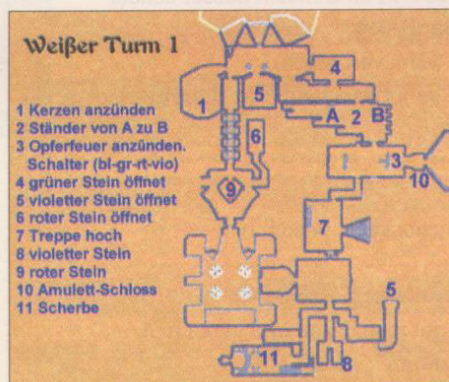 Weißer Turm 1
1 Kerzen anzünden
2 Ständer von A zu B
3 Opferfeuer anzünden.
Schalter (bl-gr-rt-vio)
4 grüner Stein öffnet
5 violetter Stein öffnet
6 roter Stein öffnet
7 Treppe hoch
8 violetter Stein
9 roter Stein
10 Amulett-Schloss
11 Scherbe
4
1
5
A 2 B
6
3
10
9
7
5
11
8